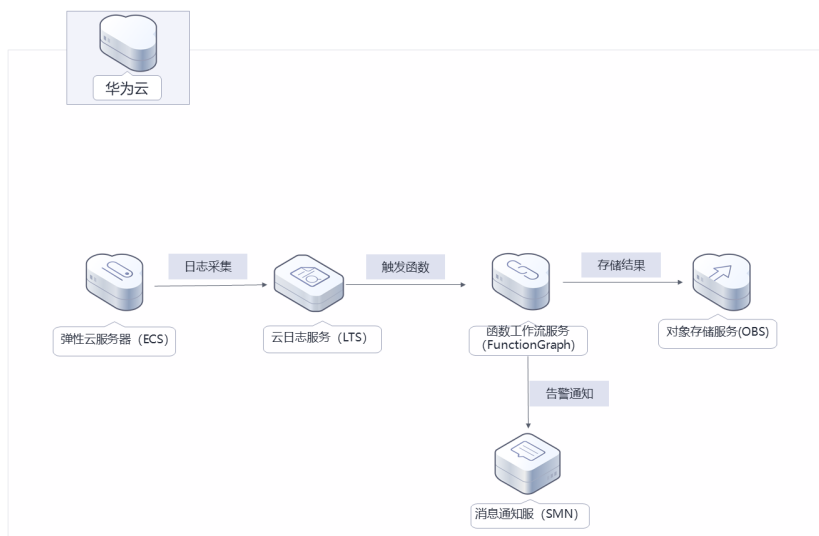 华为云
日志采集
触发函数
存储结果
弹性云服务器（ECS）
云日志服务（LTS）
函数工作流服务
（FunctionGraph）
对象存储服务(OBS)
告警通知
消息通知服（SMN）